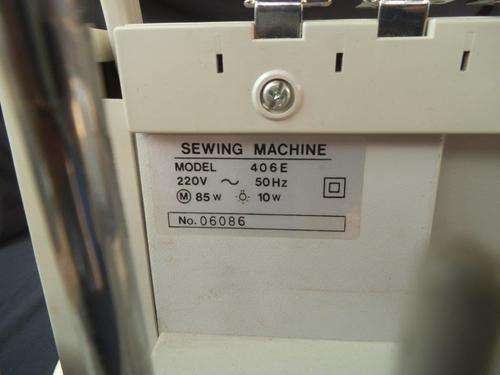 SEWING MACHINE
MODEL 406E
220V ~ 50Hz
M 85W 10W
No. 06086